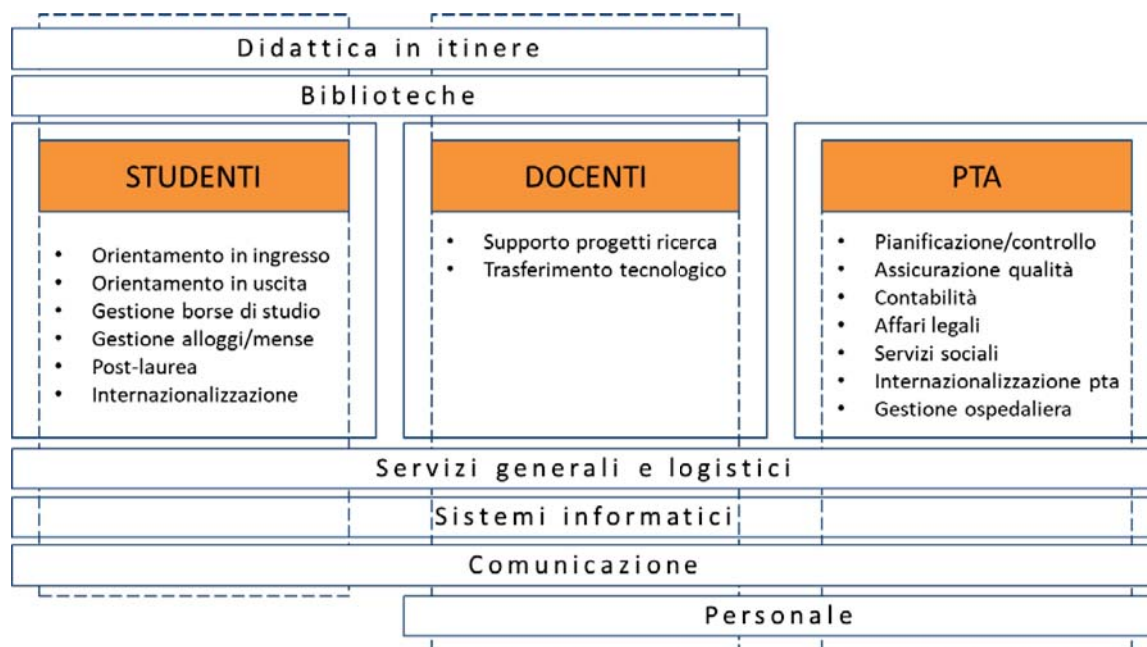 Didattica in itinere
Biblioteche
STUDENTI
• Orientamento in ingresso
• Orientamento in uscita
• Gestione borse di studio
• Gestione alloggi/mense
• Post-laurea
• Internazionalizzazione
DOCENTI
• Supporto progetti ricerca
• Trasferimento tecnologico
PTA
• Pianificazione/controllo
• Assicurazione qualità
• Contabilità
• Affari legali
• Servizi sociali
• Internazionalizzazione pta
• Gestione ospedaliera
Servizi generali e logistici
Sistemi informatici
Comunicazione
Personale